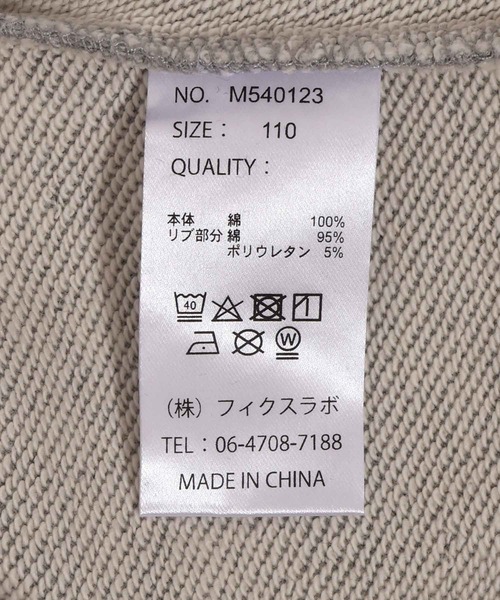 NO. M540123
SIZE： 110
QUALITY：
本体 綿 100%
リブ部分 綿 95%
ポリウレタン 5%
40
W
（株）フィクスラボ
TEL：06-4708-7188
MADE IN CHINA